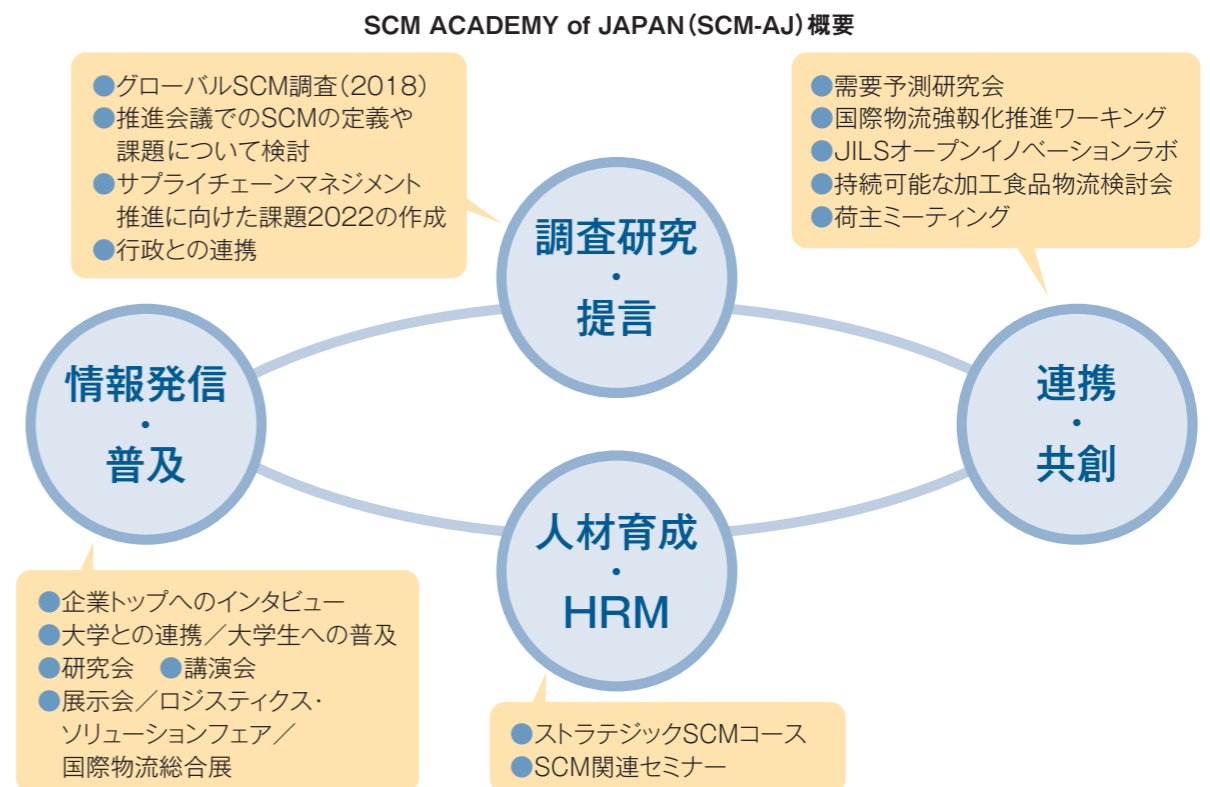 SCM ACADEMY of JAPAN(SCM-AJ)概要
●グローバルSCM調査(2018)
●推進会議でのSCMの定義や
課題について検討
●サプライチェーンマネジメント
推進に向けた課題2022の作成
●行政との連携
●需要予測研究会
●国際物流強靱化推進ワーキング
●JILSオープンイノベーションラボ
●持続可能な加工食品物流検討会
●荷主ミーティング
調査研究
・
提言
情報発信
・
普及
連携
・
共創
人材育成
・
HRM
●企業トップへのインタビュー
●大学との連携/大学生への普及
●研究会 ●講演会
●展示会/ロジスティクス・
ソリューションフェア/
国際物流総合展
●ストラテジックSCMコース
●SCM関連セミナー